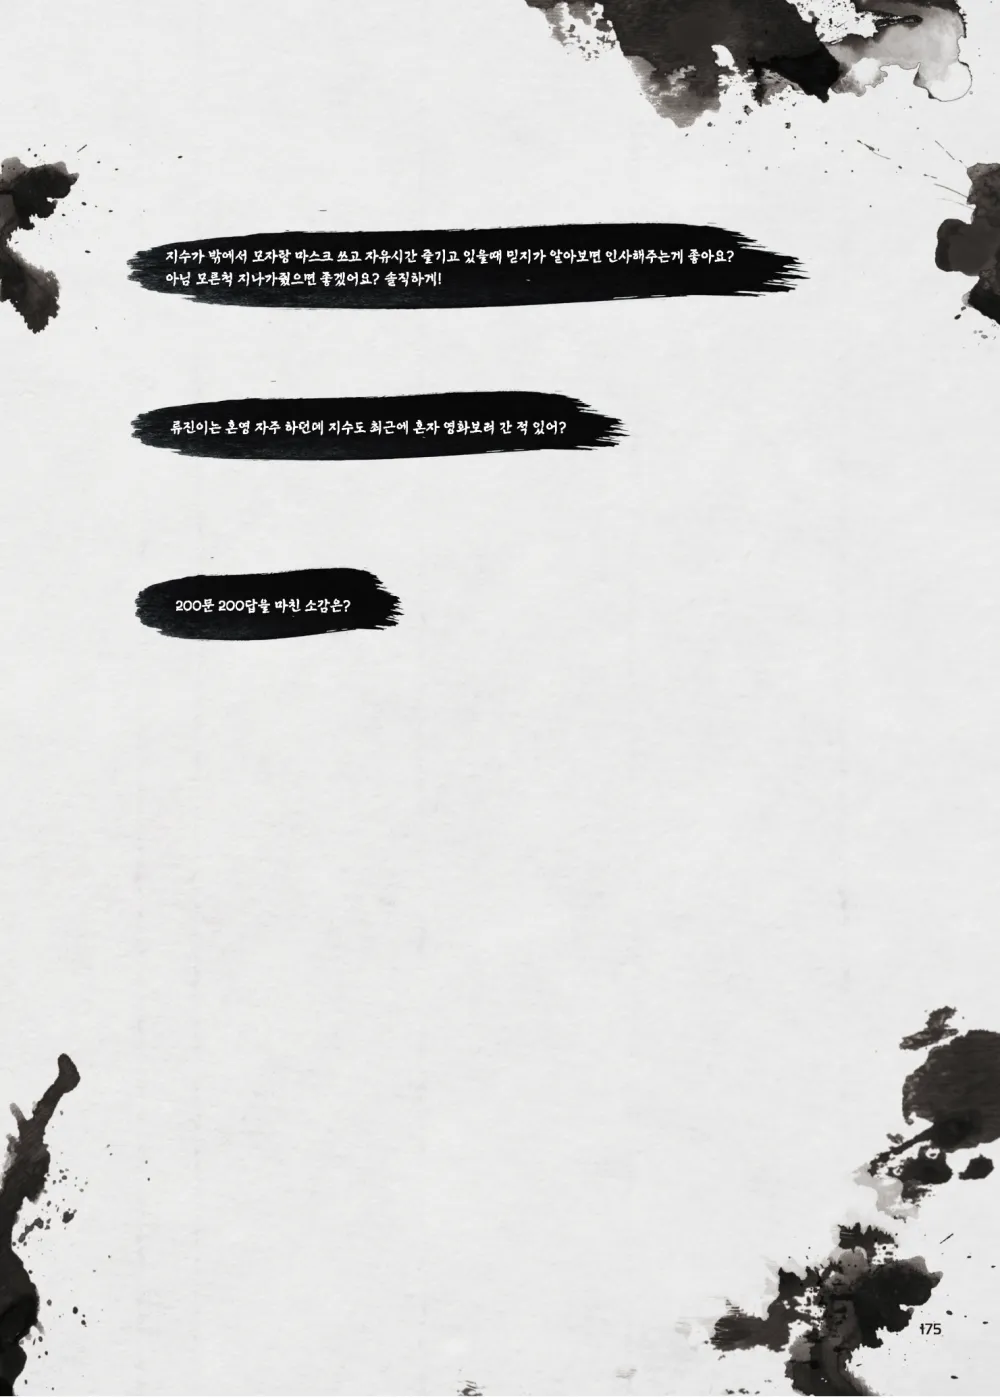 지수가 밖에서 모자랑 마스크 쓰고 자유시간 즐기고 있을때 믿지가 알아보면 인사해주는게 좋아요?
아님 모른척 지나가줬으면 좋겠어요? 솔직하게!
류진이는 혼영 자주 하던데 지수도 최근에 혼자 영화보러 간 적 있어?
200문 200답을 마친 소감은?
175